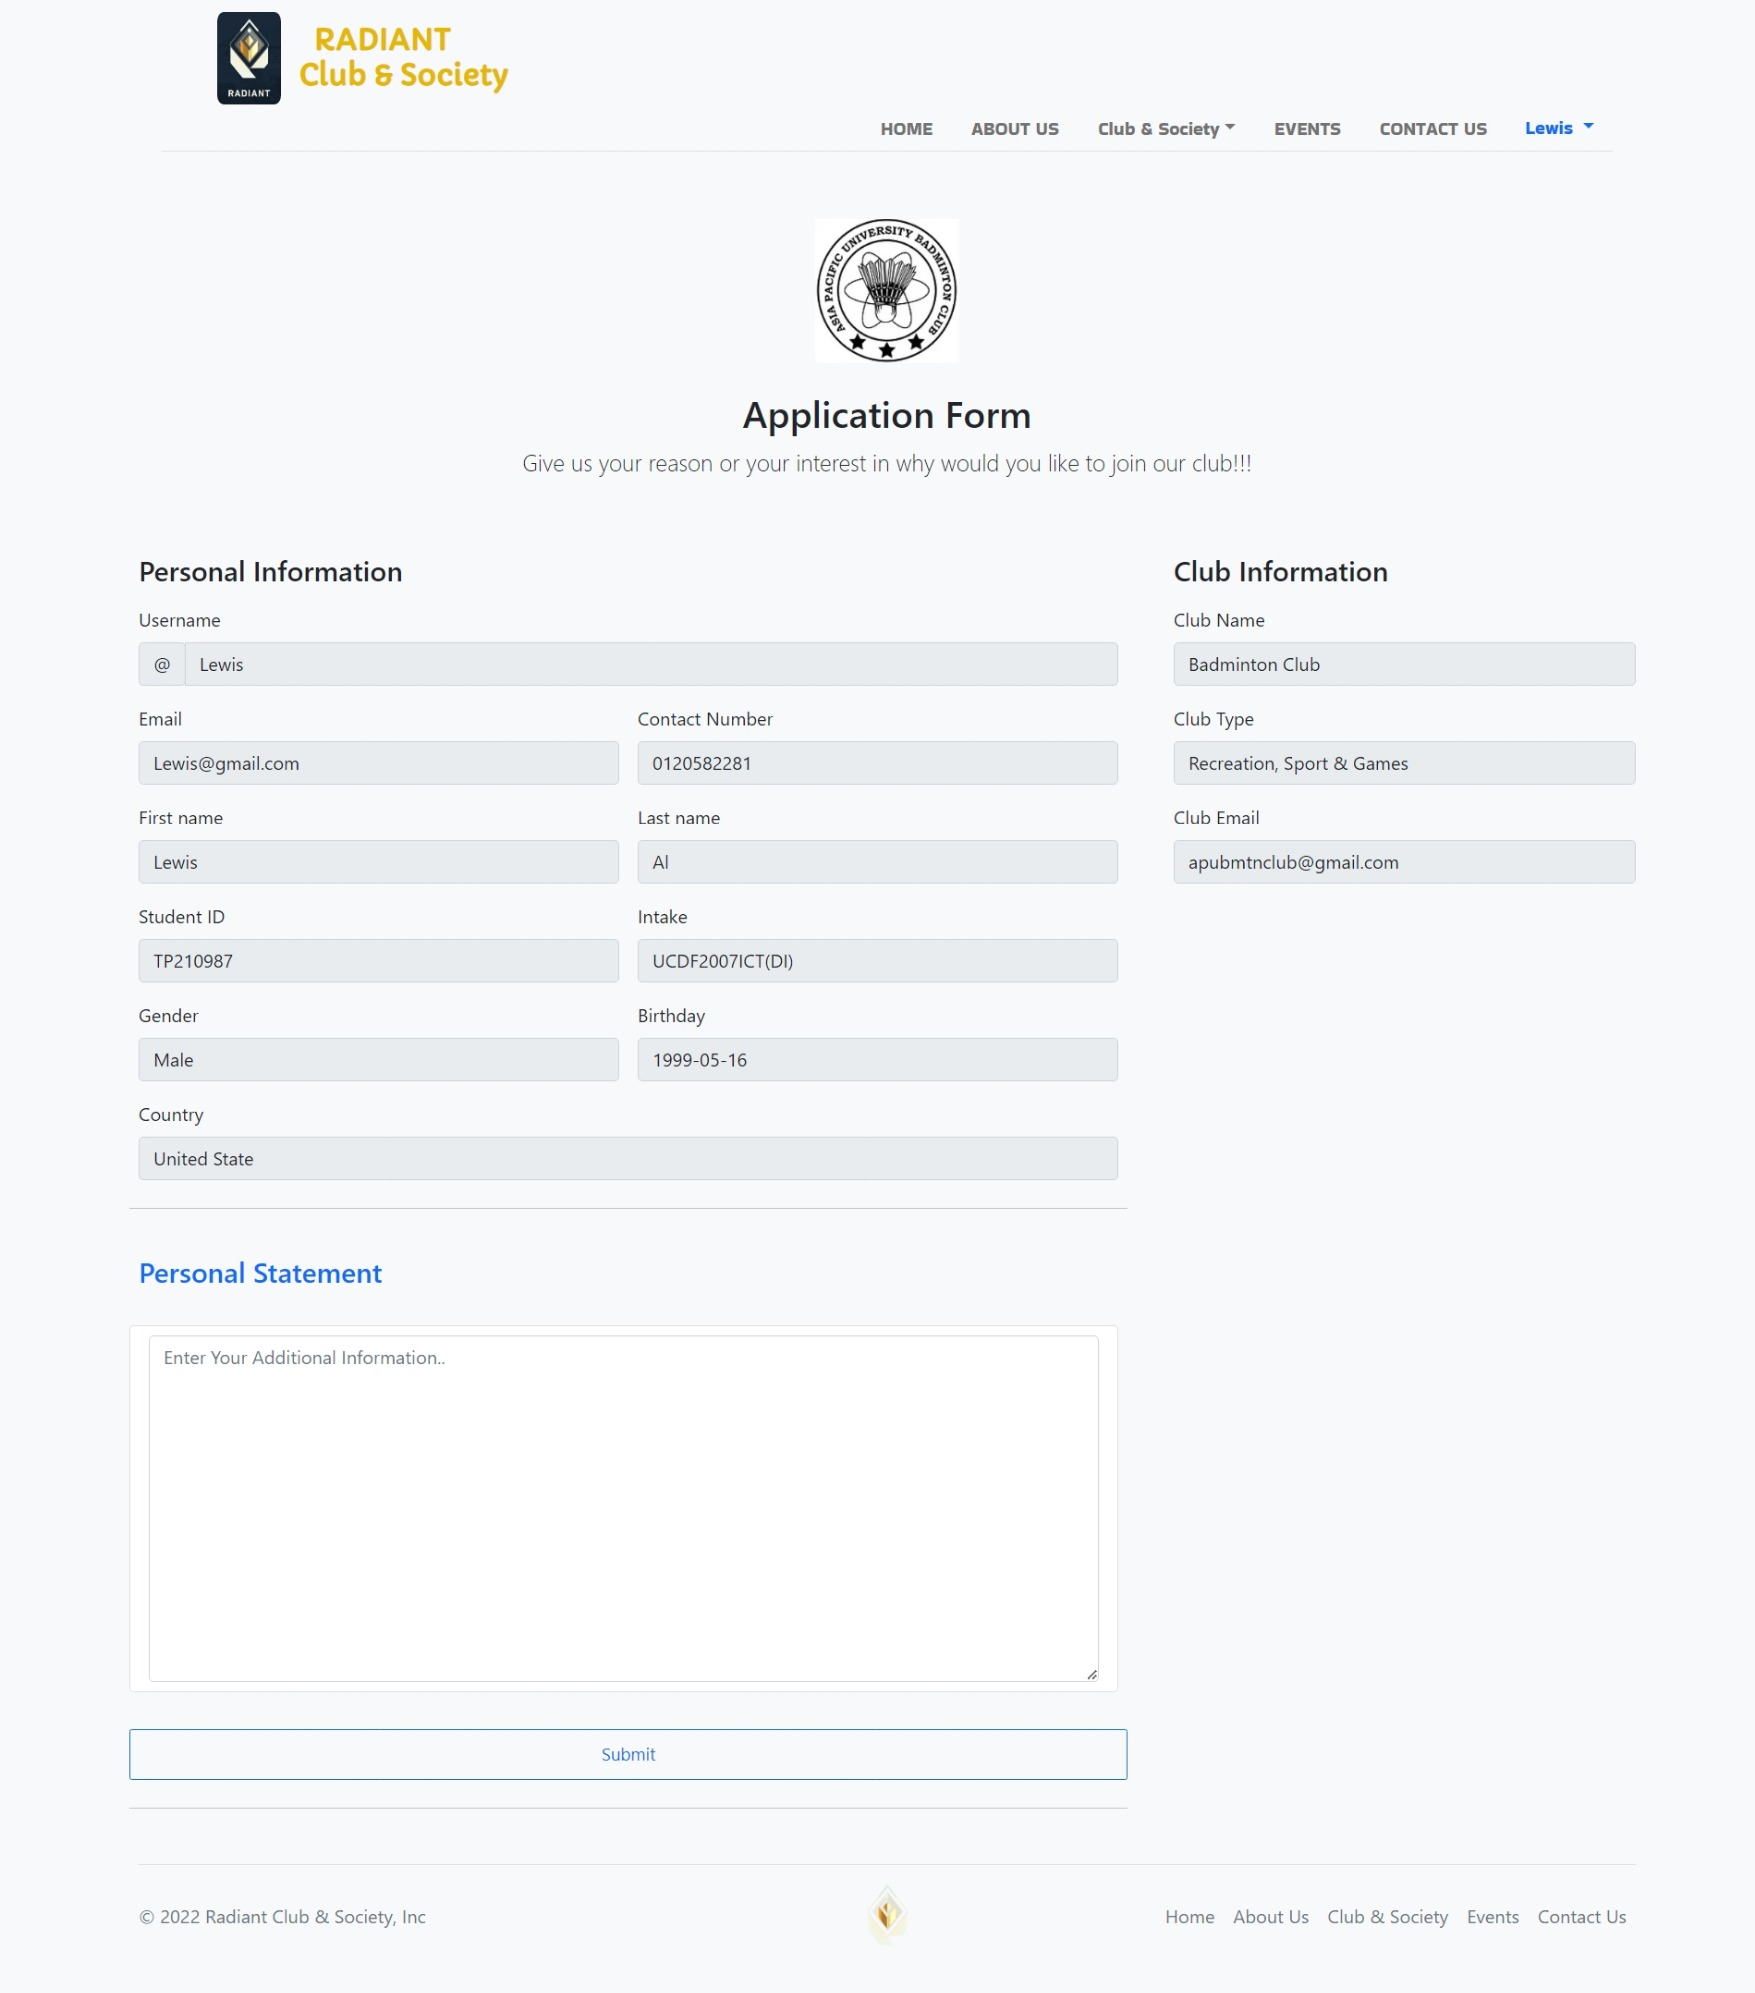 RADIANT
RADIANT
Club & Society
HOME ABOUT US Club & Society EVENTS CONTACT US Lewis
ASIA PACIFIC UNIVERSITY BADMINTON CLUB
Application Form
Give us your reason or your interest in why would you like to join our club!!!
Personal Information
Username
@ Lewis
Email Contact Number
Lewis@gmail.com 0120582281
First name Last name
Lewis Al
Student ID Intake
TP210987 UCDF2007ICT(DI)
Gender Birthday
Male 1999-05-16
Country
United State
Club Information
Club Name
Badminton Club
Club Type
Recreation, Sport & Games
Club Email
apubmtnclub@gmail.com
Personal Statement
Enter Your Additional Information..
Submit
© 2022 Radiant Club & Society, Inc
Home About Us Club & Society Events Contact Us